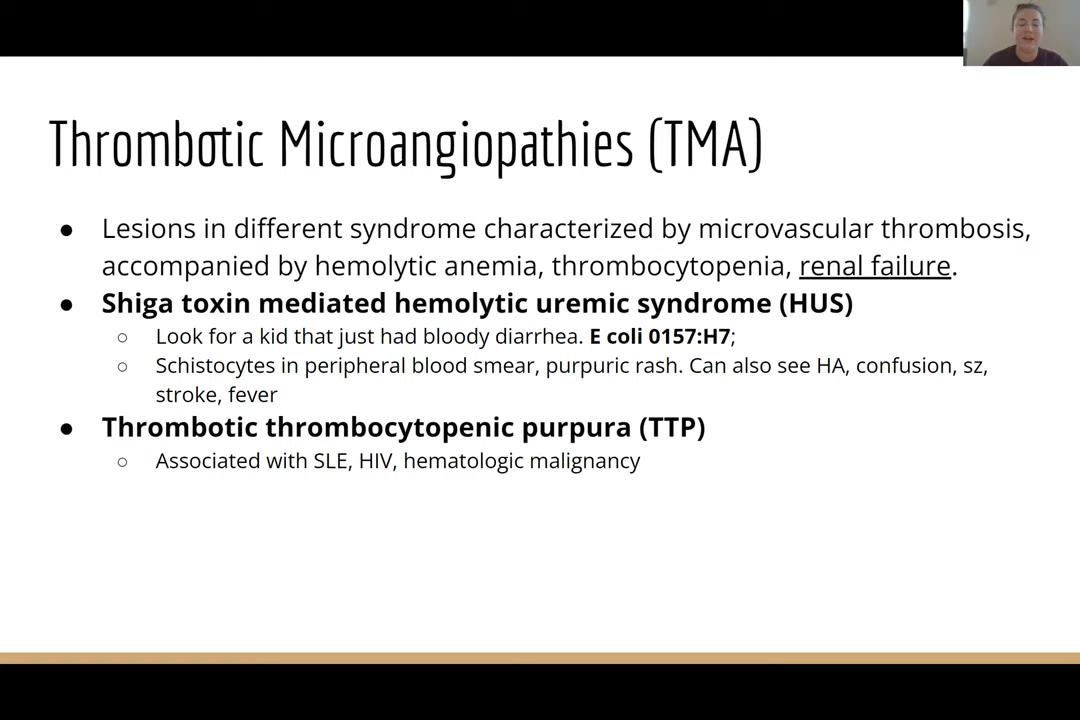 Thrombotic Microangiopathies (TMA)
● Lesions in different syndrome characterized by microvascular thrombosis,
accompanied by hemolytic anemia, thrombocytopenia, renal failure.
● Shiga toxin mediated hemolytic uremic syndrome (HUS)
○ Look for a kid that just had bloody diarrhea. E coli 0157:H7;
○ Schistocytes in peripheral blood smear, purpuric rash. Can also see HA, confusion, sz,
stroke, fever
● Thrombotic thrombocytopenic purpura (TTP)
○ Associated with SLE, HIV, hematologic malignancy